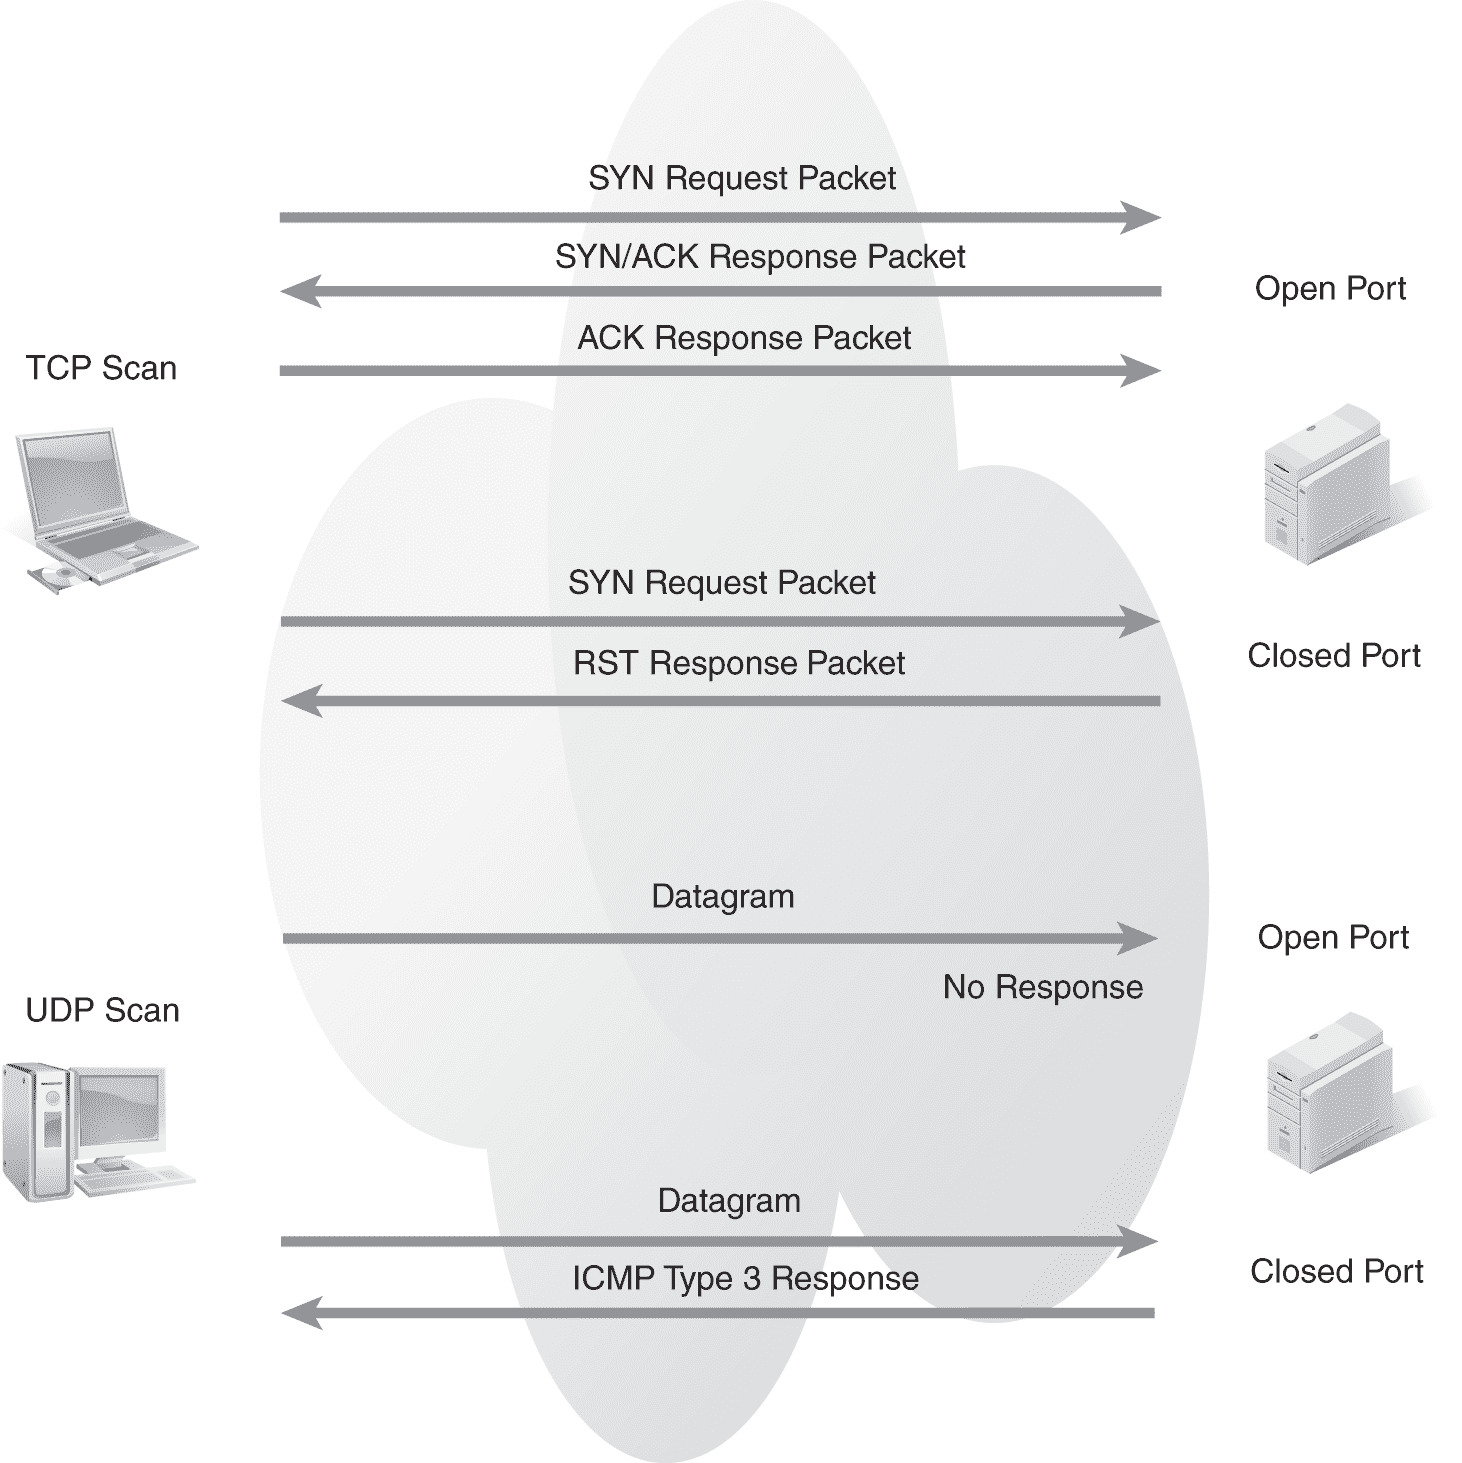 SYN Request Packet
SYN/ACK Response Packet
Open Port
ACK Response Packet
TCP Scan
SYN Request Packet
RST Response Packet
Closed Port
Datagram
Open Port
No Response
UDP Scan
Datagram
ICMP Type 3 Response
Closed Port